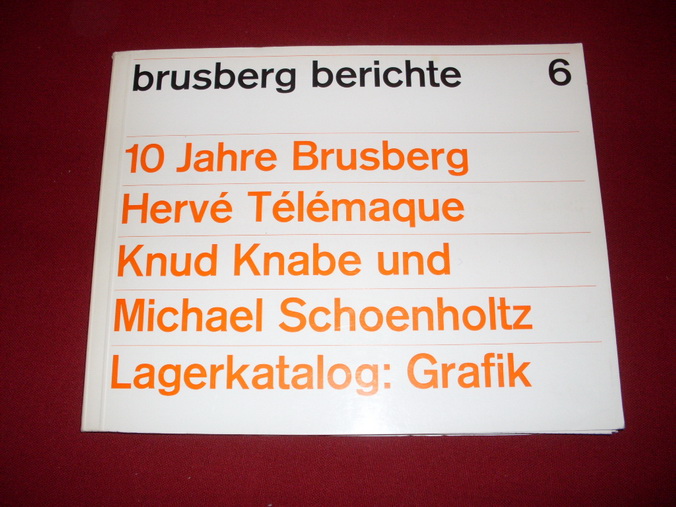 brusberg berichte 6
10 Jahre Brusberg
Hervé Télémaque
Knud Knabe und
Michael Schoenholtz
Lagerkatalog: Grafik